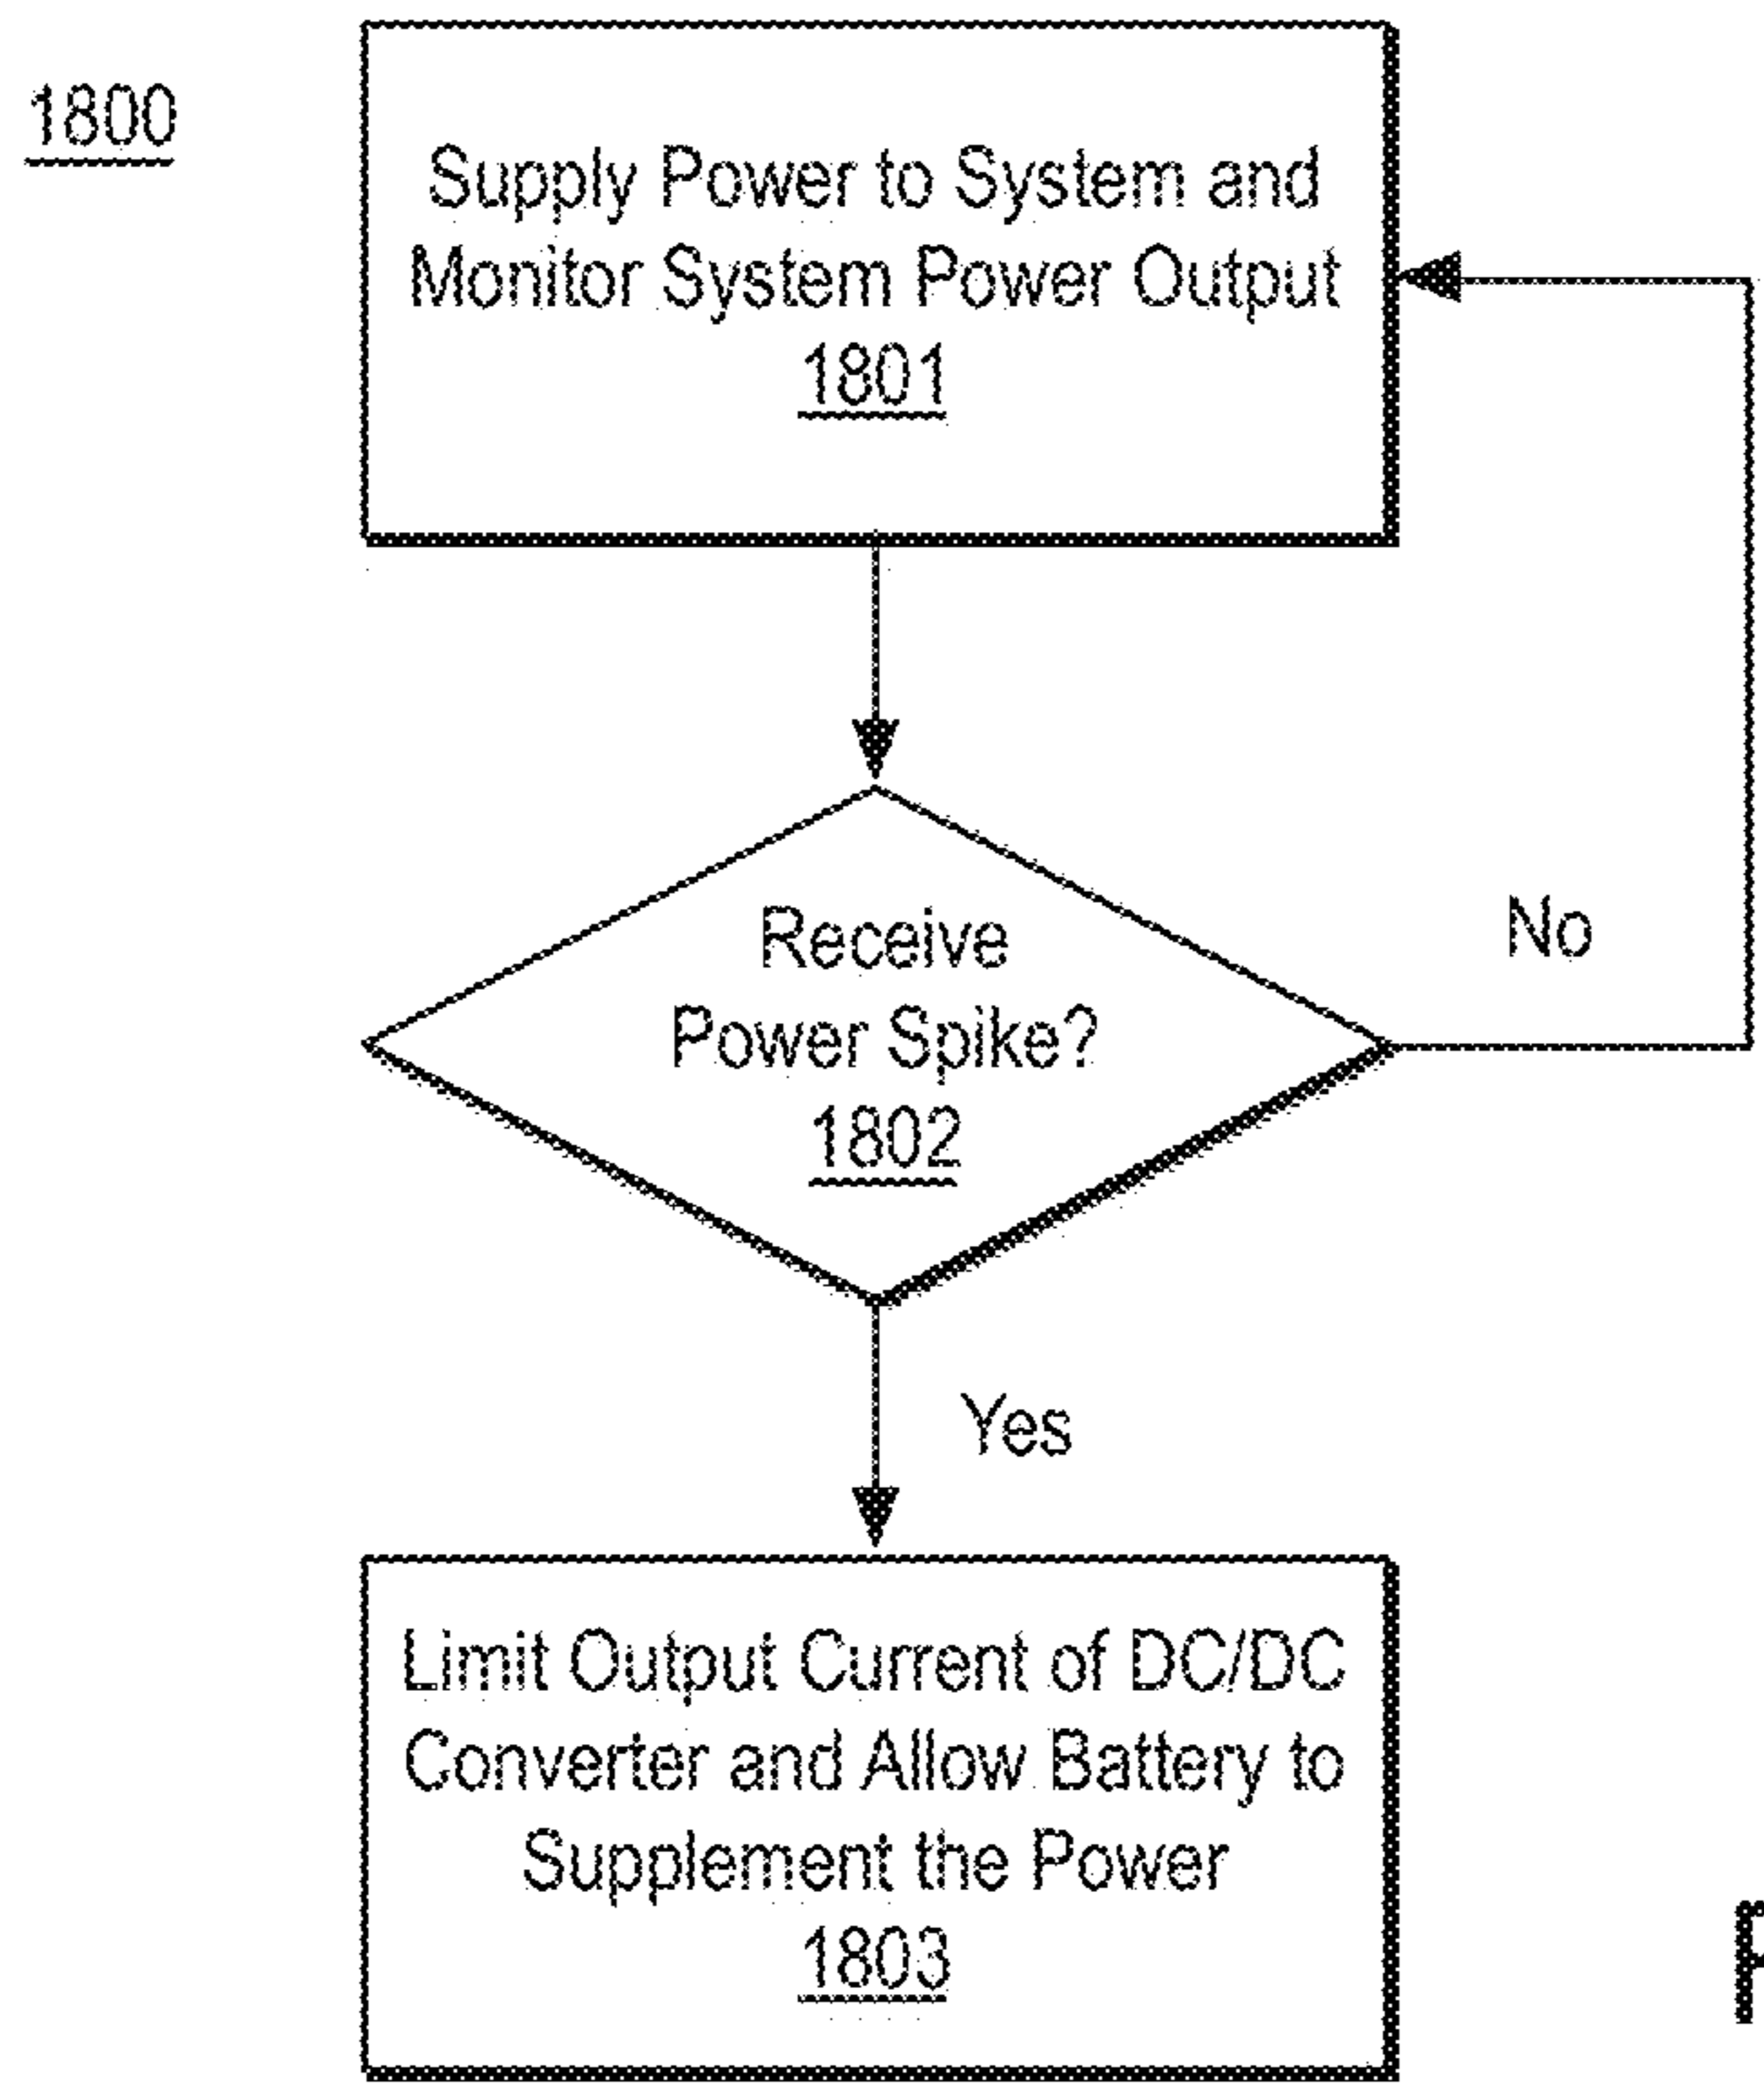 1800
Supply Power to System and
Monitor System Power Output
1801
Receive
Power Spike?
1802
No
Yes
Limit Output Current of DC/DC
Converter and Allow Battery to
Supplement the Power
1803